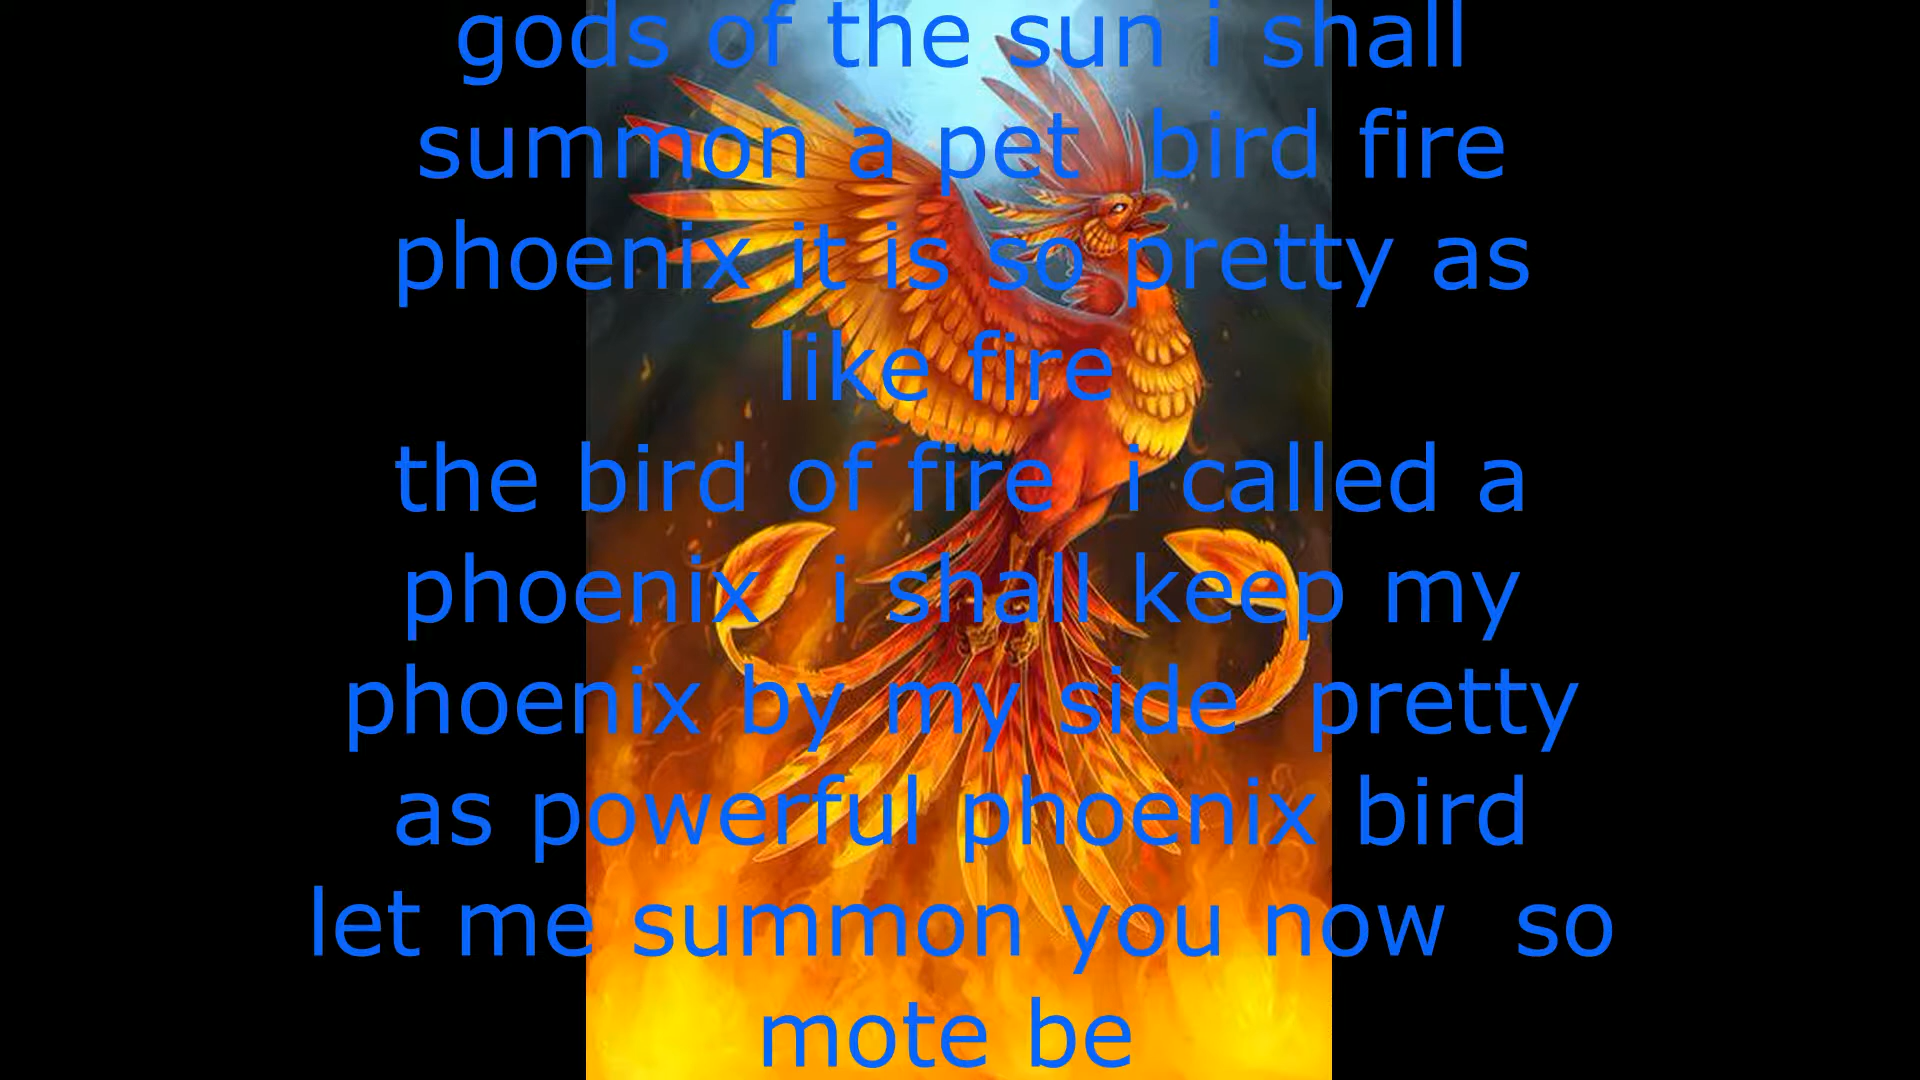 gods of the sun i shall
summon a pet bird fire
phoenix it is so pretty as
like fire
the bird of fire i called a
phoenix i shall keep my
phoenix by my side pretty
as powerful phoenix bird
let me summon you now so
mote be